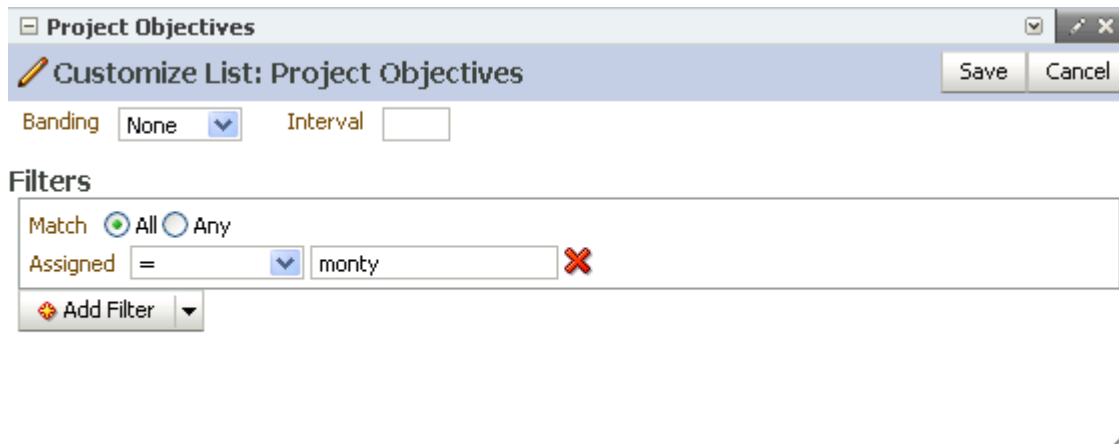 Project Objectives
Customize List: Project Objectives Save Cancel
Banding None Interval
Filters
Match All Any
Assigned = monty
Add Filter